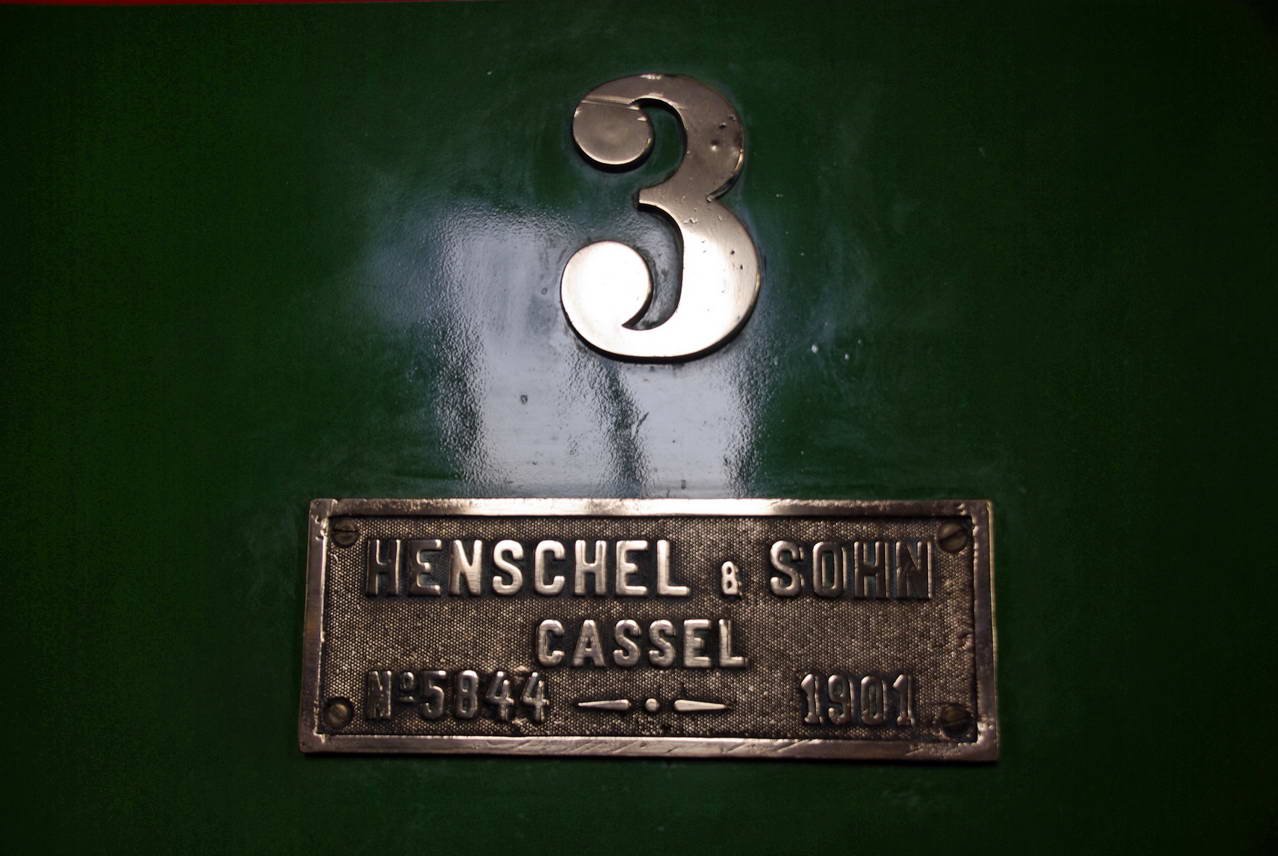 3
HENSCHEL & SOHN
CASSEL
Nº5844 1901